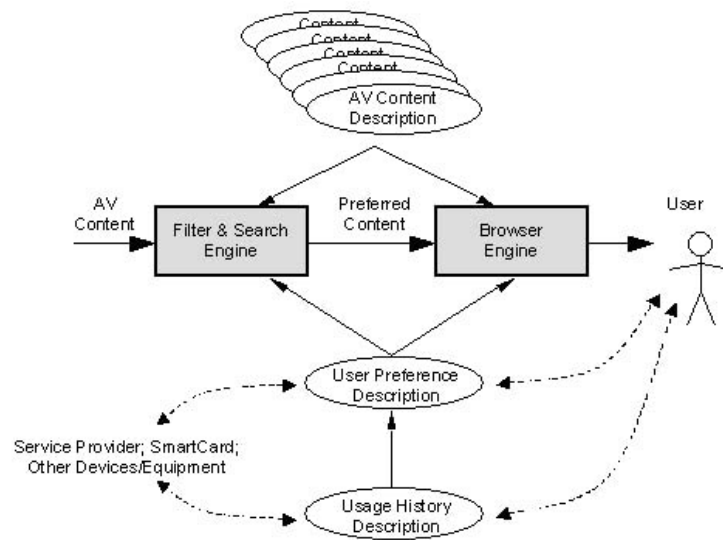 Content
Content
Content
Content
AV Content
Description
AV
Content
Filter & Search
Engine
Preferred
Content
Browser
Engine
User
User Preference
Description
Service Provider; SmartCard;
Other Devices/Equipment
Usage History
Description